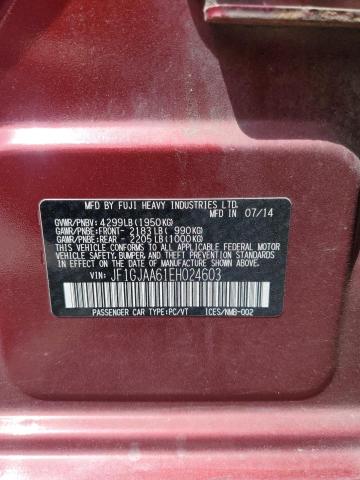 MFD BY FUJI HEAVY INDUSTRIES LTD.
MFD IN 07/14
GVWR/PNBV: 4299LB(1950KG)
GAWR/PNBE:FRONT- 2183LB( 990KG)
GAWR/PNBE:REAR - 2205LB(1000KG)
THIS VEHICLE CONFORMS TO ALL APPLICABLE FEDERAL MOTOR
VEHICLE SAFETY, BUMPER, AND THEFT PREVENTION STANDARDS
IN EFFECT ON THE DATE OF MANUFACTURE SHOWN ABOVE.
VIN: JF1GJAA61EH024603
PASSENGER CAR TYPE:PC/VT ICES/NMB-002